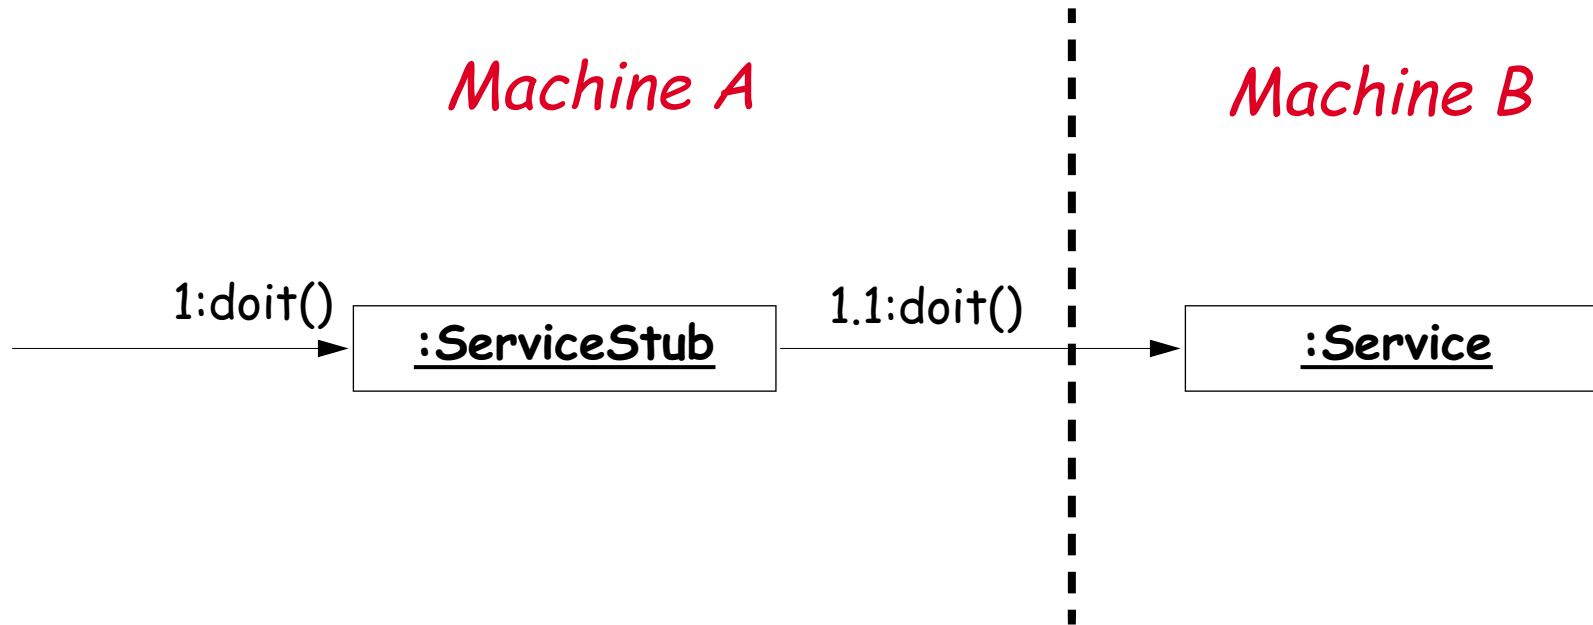 Machine A
Machine B
1:doit()
:ServiceStub
1.1:doit()
:Service